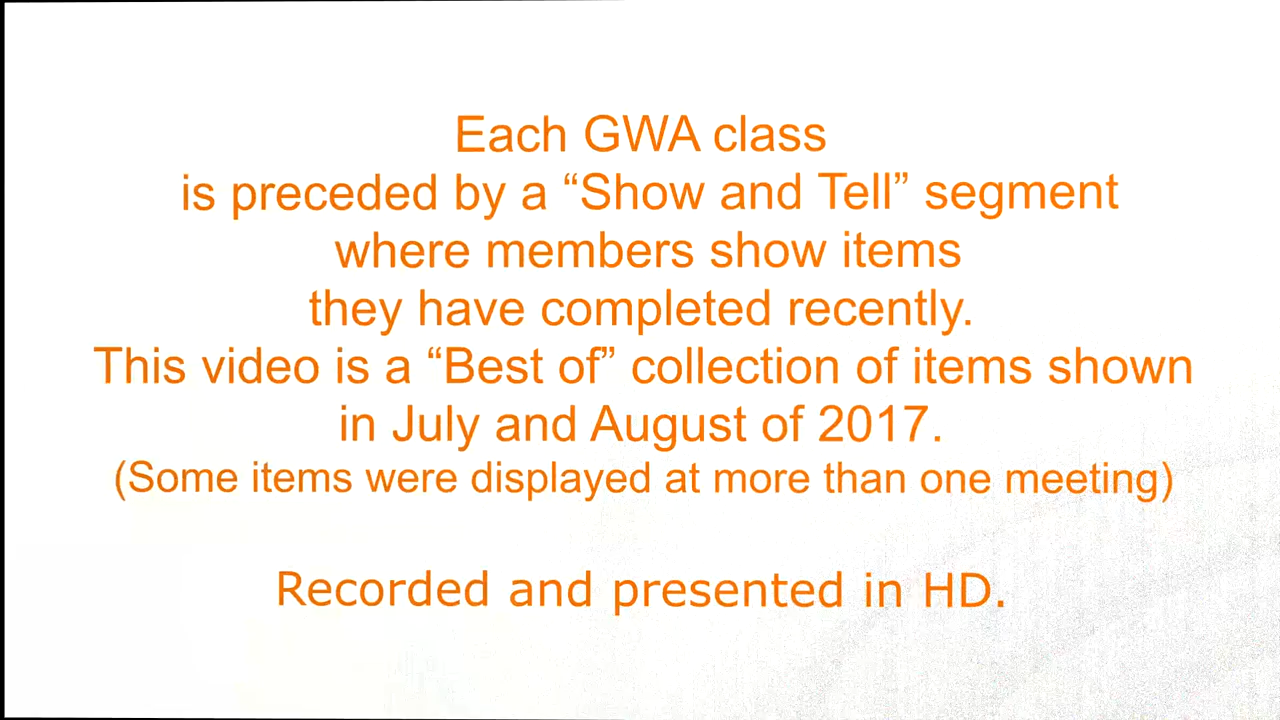 Each GWA class
is preceded by a “Show and Tell” segment
where members show items
they have completed recently.
This video is a “Best of” collection of items shown
in July and August of 2017.
(Some items were displayed at more than one meeting)
Recorded and presented in HD.